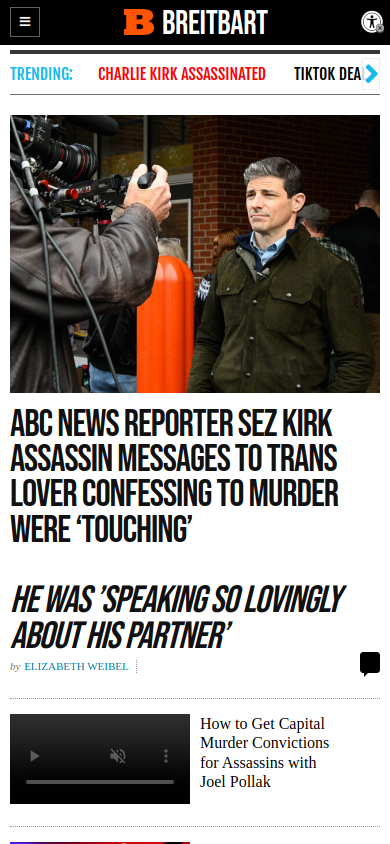 BREITBART
TRENDING:
CHARLIE KIRK ASSASSINATED
TIKTOK DEA
ABC NEWS REPORTER SEZ KIRK
ASSASSIN MESSAGES TO TRANS
LOVER CONFESSING TO MURDER
WERE ‘TOUCHING’
HE WAS ’SPEAKING SO LOVINGLY
ABOUT HIS PARTNER’
by ELIZABETH WEIBEL
How to Get Capital
Murder Convictions
for Assassins with
Joel Pollak